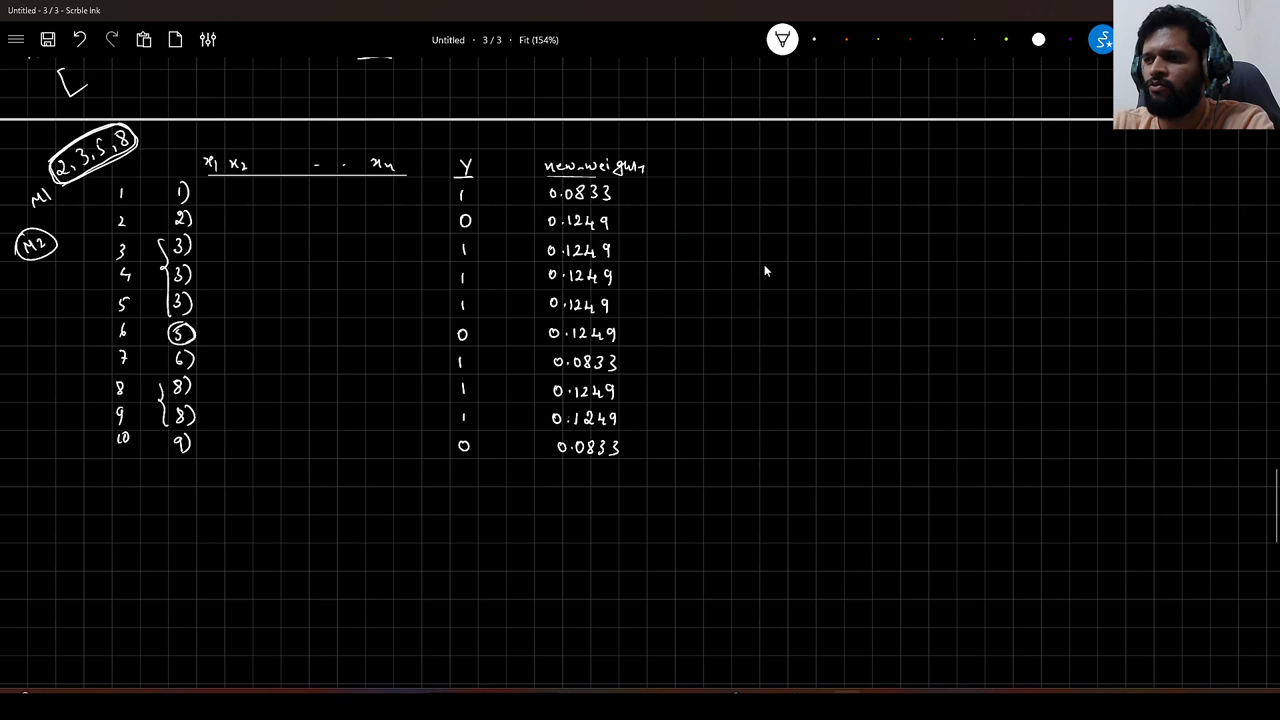 Untitled - 3 / 3 - Scrble Ink
Untitled · 3 / 3 · Fit (154%)
2, 3, 5, 8
x1 x2 - . . xn Y new-weights
M1 1 1) 1 0.0833
2 2) 0 0.1249
M2 3 3) 1 0.1249
4 3) 1 0.1249
5 3) 1 0.1249
6 5) 0 0.1249
7 6) 1 0.0833
8 8) 1 0.1249
9 8) 1 0.1249
10 9) 0 0.0833